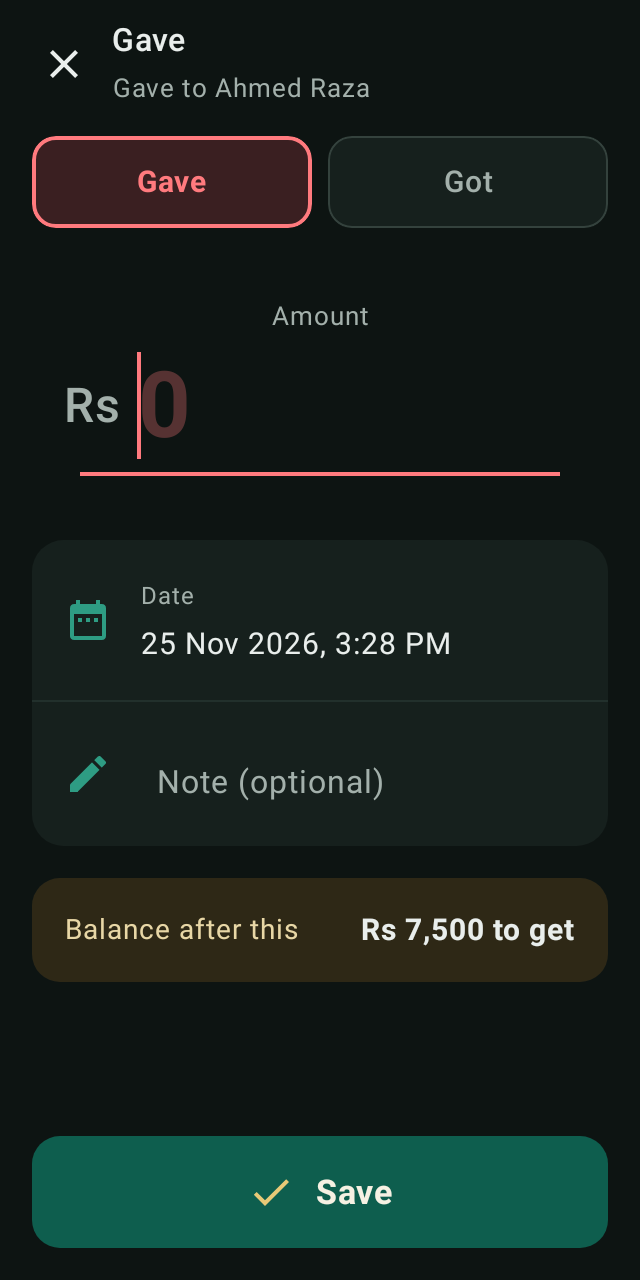 Gave
Gave to Ahmed Raza
Gave
Got
Amount
Rs 0
Date
25 Nov 2026, 3:28 PM
Note (optional)
Balance after this
Rs 7,500 to get
Save